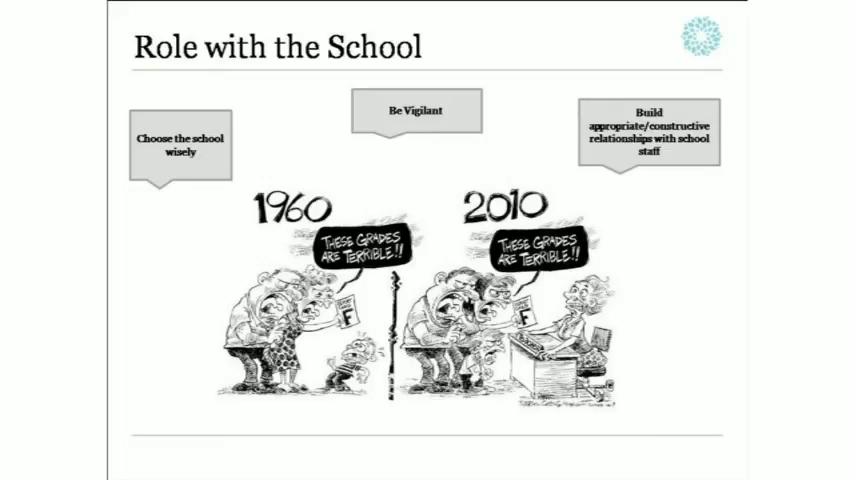 Role with the School
Choose the school
wisely
Be Vigilant
Build
appropriate/constructive
relationships with school
staff
1960
THESE GRADES
ARE TERRIBLE!!
F
2010
THESE GRADES
ARE TERRIBLE!!
F